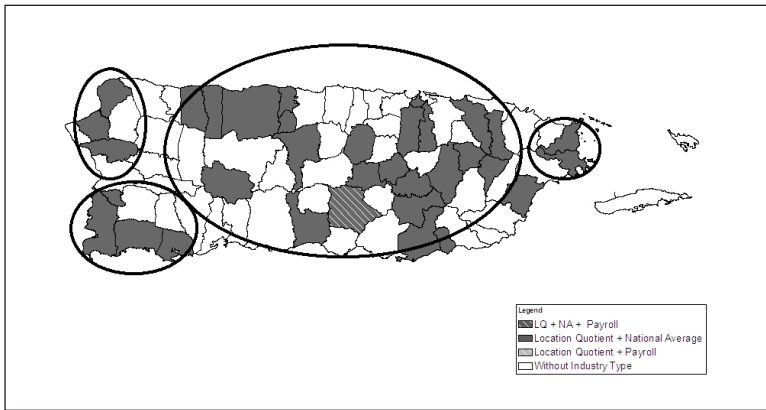 Legend
LQ + NA + Payroll
Location Quotient + National Average
Location Quotient + Payroll
Without Industry Type